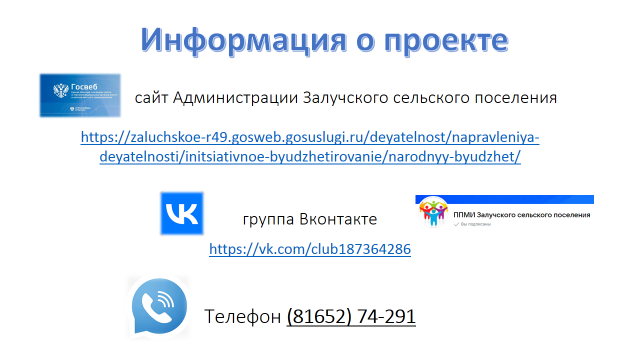 Информация о проекте
Госвеб
сайт Администрации Залучского сельского поселения
https://zaluchskoe-r49.gosweb.gosuslugi.ru/deyatelnost/napravleniya-
deyatelnosti/initsiativnoe-byudzhetirovanie/narodnyy-byudzhet/
группа Вконтакте
ППМИ Залучского сельского поселения
Вы подписаны
https://vk.com/club187364286
Телефон (81652) 74-291